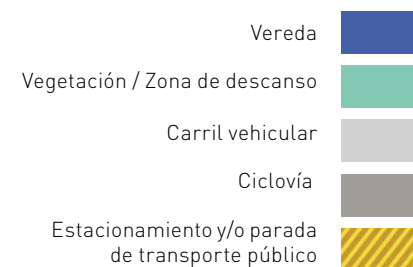 Vereda
Vegetación / Zona de descanso
Carril vehicular
Ciclovía
Estacionamiento y/o parada
de transporte público